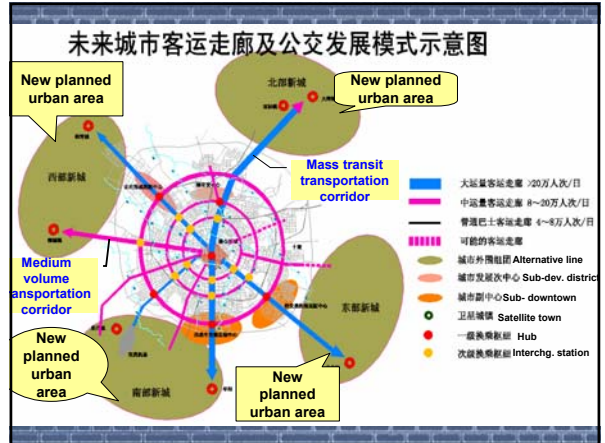 未来城市客运走廊及公交发展模式示意图
New planned
urban area
北部新城
New planned
urban area
西部新城
Mass transit
transportation
corridor
Medium
volume
ansportation
corridor
东部新城
New
planned
urban
area
南部新城
New
planned
urban area
大运量客运走廊 >20万人次/日
中运量客运走廊 8～20万人次/日
普通巴士客运走廊 4～8万人次/日
可能的客运走廊
城市外围组团 Alternative line
城市发展次中心 Sub-dev. district
城市副中心 Sub- downtown
卫星城镇 Satellite town
一级换乘枢纽 Hub
次级换乘枢纽 Interchg. station